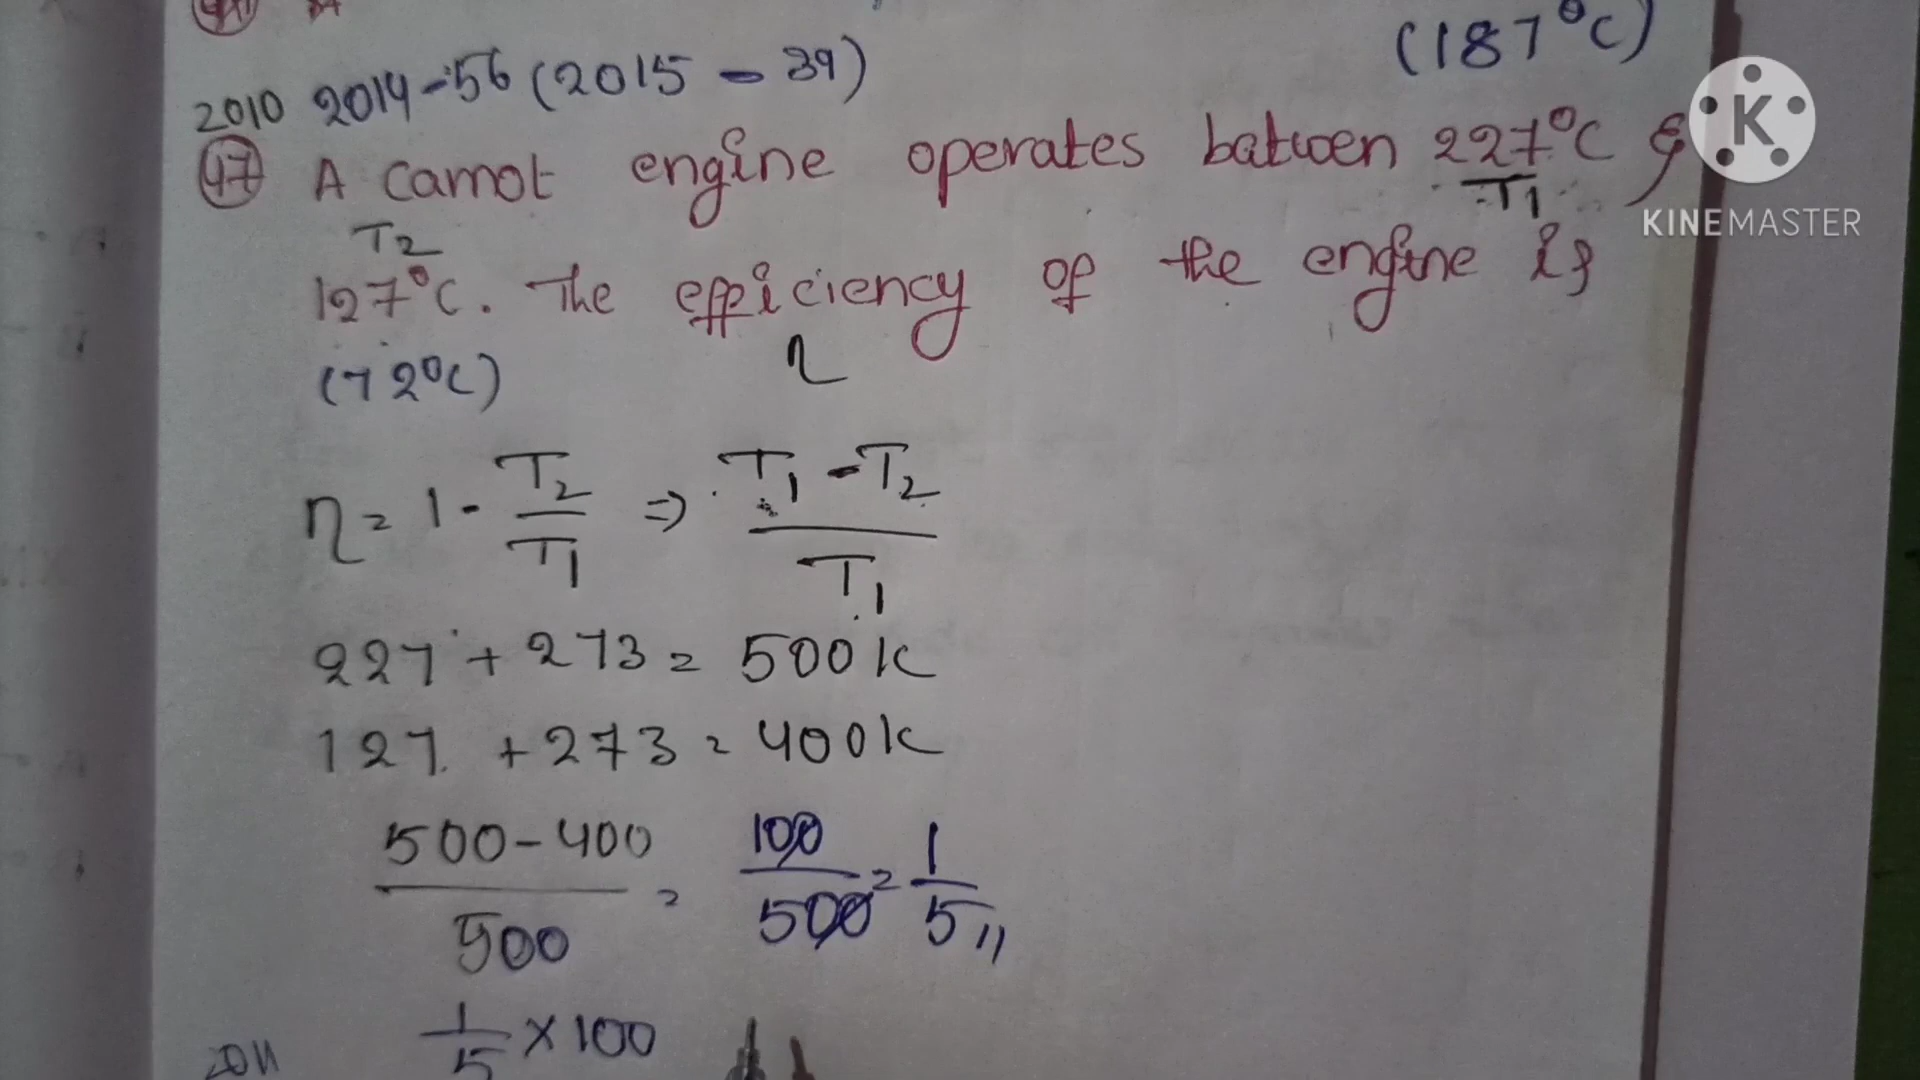 (187°C)
2010 2014-56 (2015 - 39)
47 A carnot engine operates batwen 227°C &
T1
T2
127°C. The efficiency of the engine is
(72°C)
η
η = 1 - T2/T1 ⇒ T1 - T2/T1
227 + 273 = 500K
127 + 273 = 400K
500-400/500 = 100/500 = 1/5 //
1/5 × 100
2011
K
KINEMASTER